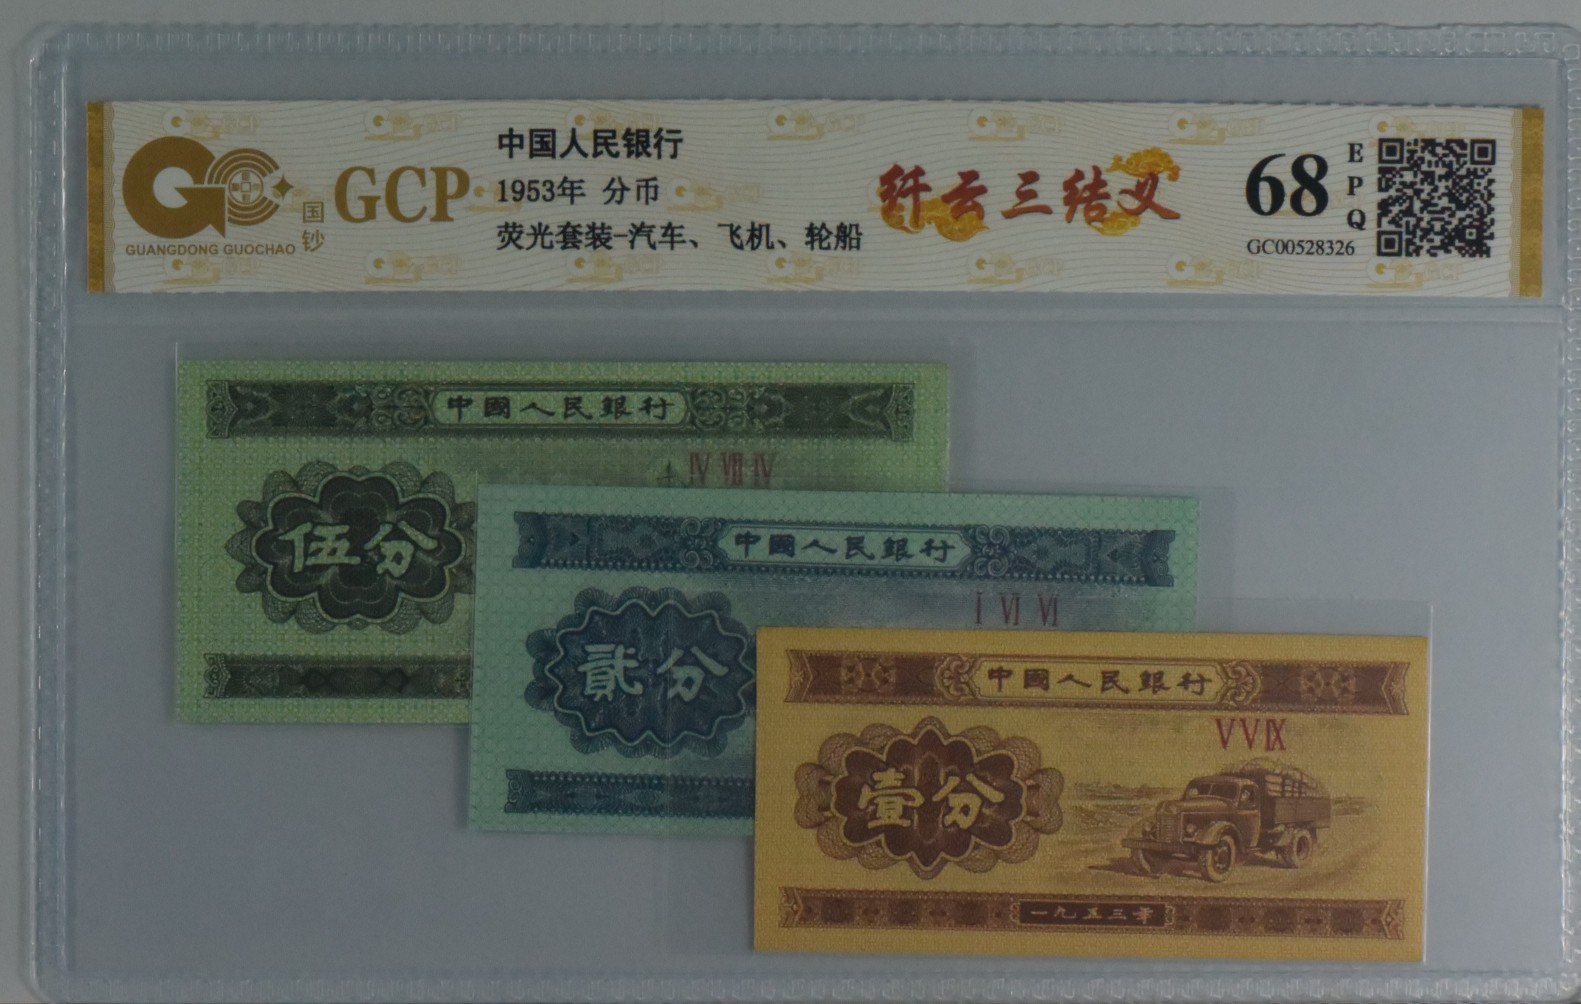 GUANGDONG GUOCHAO
国钞
GCP
中国人民银行
1953年 分币
荧光套装-汽车、飞机、轮船
纤云三结义
68
EPQ
GC00528326
中國人民銀行
Ⅳ Ⅷ Ⅳ
伍分
中國人民銀行
Ⅰ Ⅵ Ⅵ
貳分
中國人民銀行
Ⅴ Ⅴ Ⅸ
壹分
一九五三年